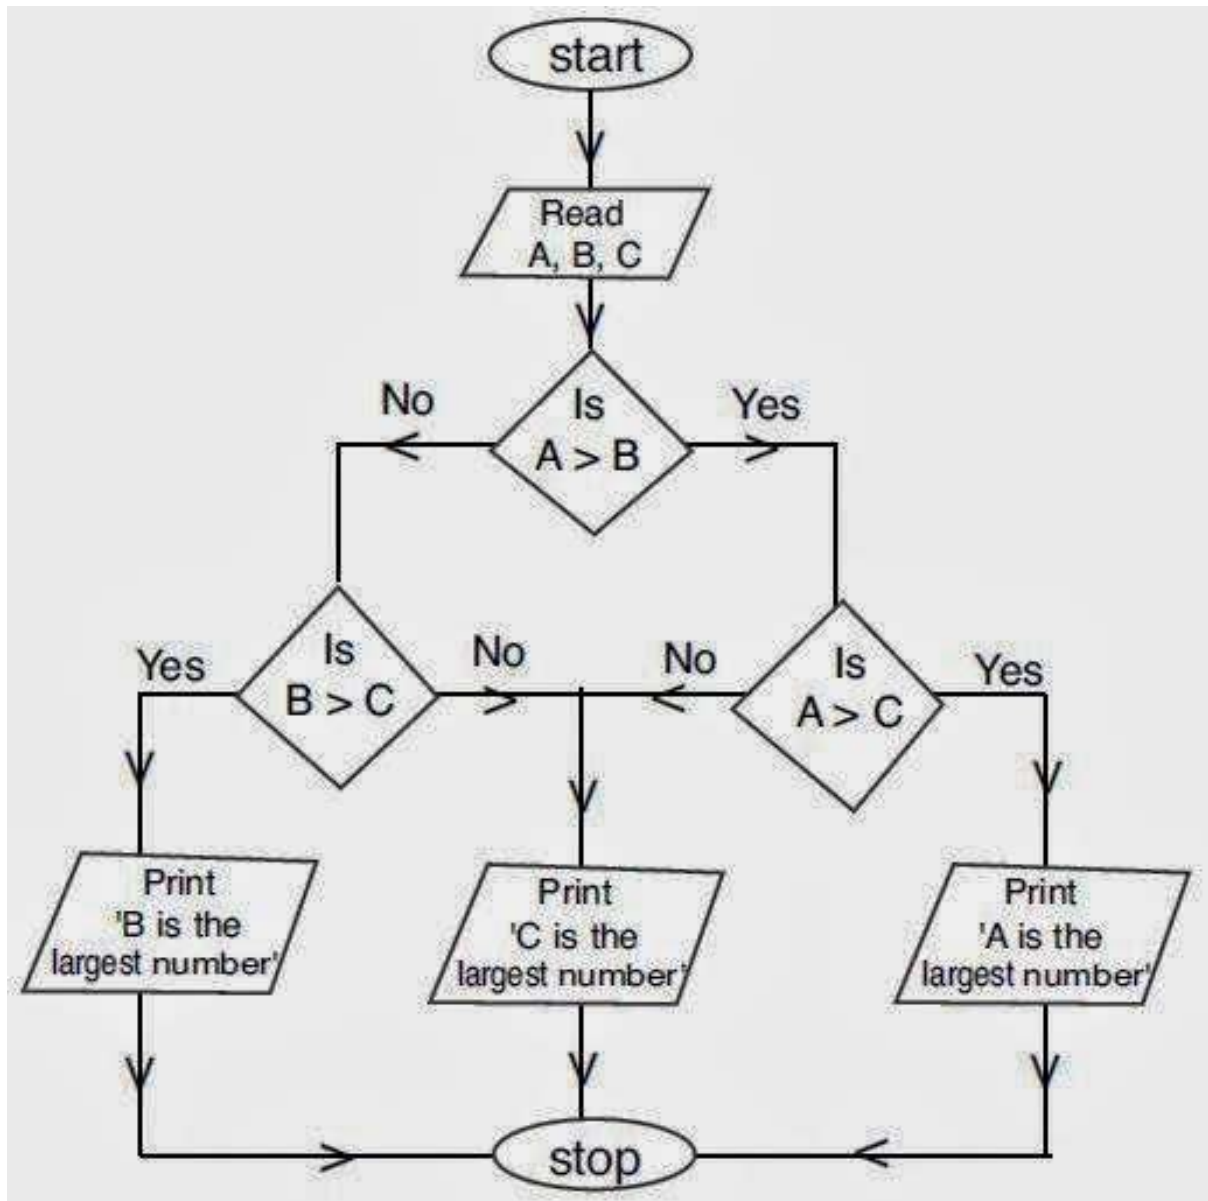 start
Read
A, B, C
No
Is
A > B
Yes
Yes
Is
B > C
No
No
Is
A > C
Yes
Print
'B is the
largest number'
Print
'C is the
largest number'
Print
'A is the
largest number'
stop